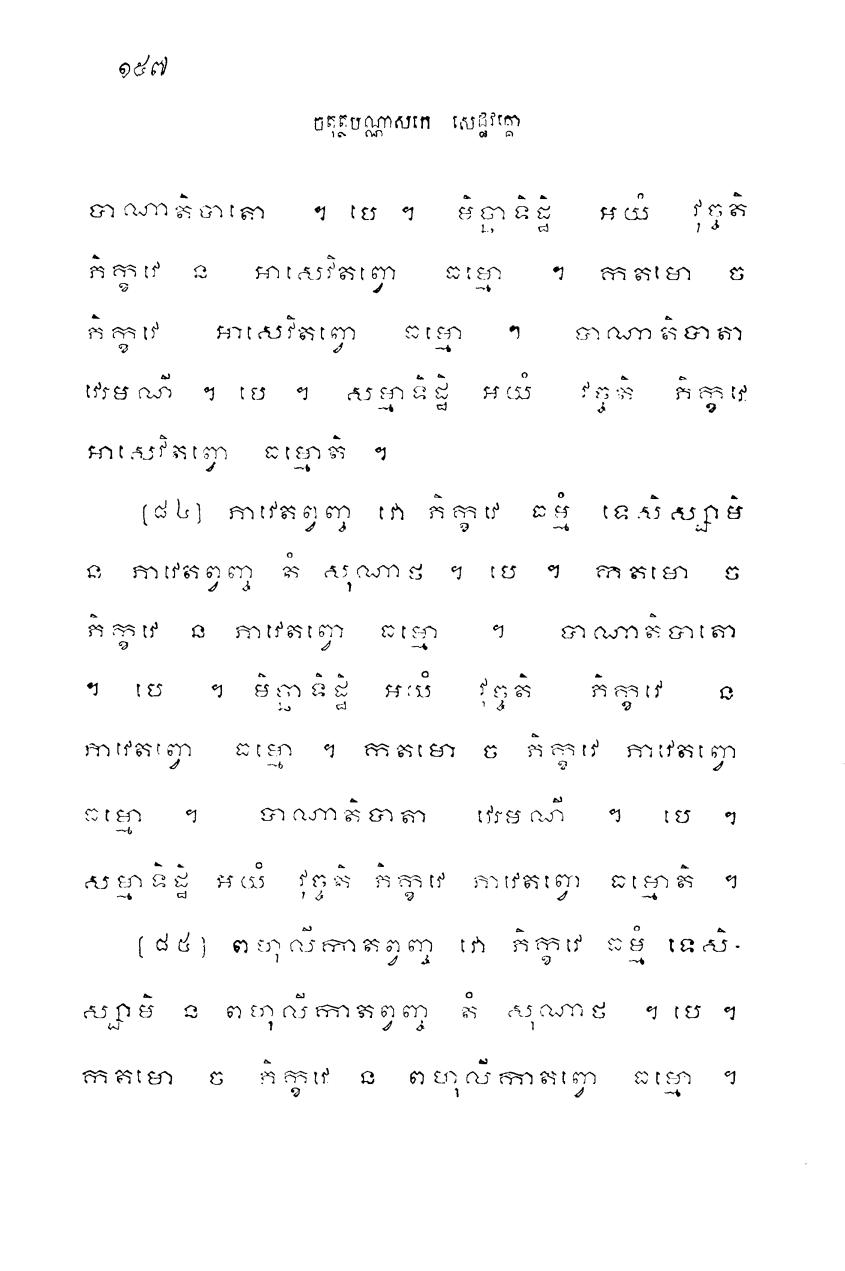 ១៥៧
ចតុត្ថបណ្ណាសកេ សេដ្ឋវគ្គោ
បាណាតិបាតោ ។ បេ ។ មិច្ឆាទិដ្ឋិ អយំ វុច្ចតិ
ភិក្ខវេ ន អាសេវិតព្វោ ធម្មោ ។ កតមោ ច
ភិក្ខវេ អាសេវិតព្វោ ធម្មោ ។ បាណាតិបាតា
វេរមណី ។ បេ ។ សម្មាទិដ្ឋិ អយំ វុច្ចតិ ភិក្ខវេ
អាសេវិតព្វោ ធម្មោតិ ។
[៨៤] ភាវេតព្វញ្ច វោ ភិក្ខវេ ធម្មំ ទេសិស្សាមិ
ន ភាវេតព្វញ្ច តំ សុណាថ ។ បេ ។ កតមោ ច
ភិក្ខវេ ន ភាវេតព្វោ ធម្មោ ។ បាណាតិបាតោ
។ បេ ។ មិច្ឆាទិដ្ឋិ អយំ វុច្ចតិ ភិក្ខវេ ន
ភាវេតព្វោ ធម្មោ ។ កតមោ ច ភិក្ខវេ ភាវេតព្វោ
ធម្មោ ។ បាណាតិបាតា វេរមណី ។ បេ ។
សម្មាទិដ្ឋិ អយំ វុច្ចតិ ភិក្ខវេ ភាវេតព្វោ ធម្មោតិ ។
[៨៥] ពហុលីកាតព្វញ្ច វោ ភិក្ខវេ ធម្មំ ទេសិ-
ស្សាមិ ន ពហុលីកាតព្វញ្ច តំ សុណាថ ។ បេ ។
កតមោ ច ភិក្ខវេ ន ពហុលីកាតព្វោ ធម្មោ ។